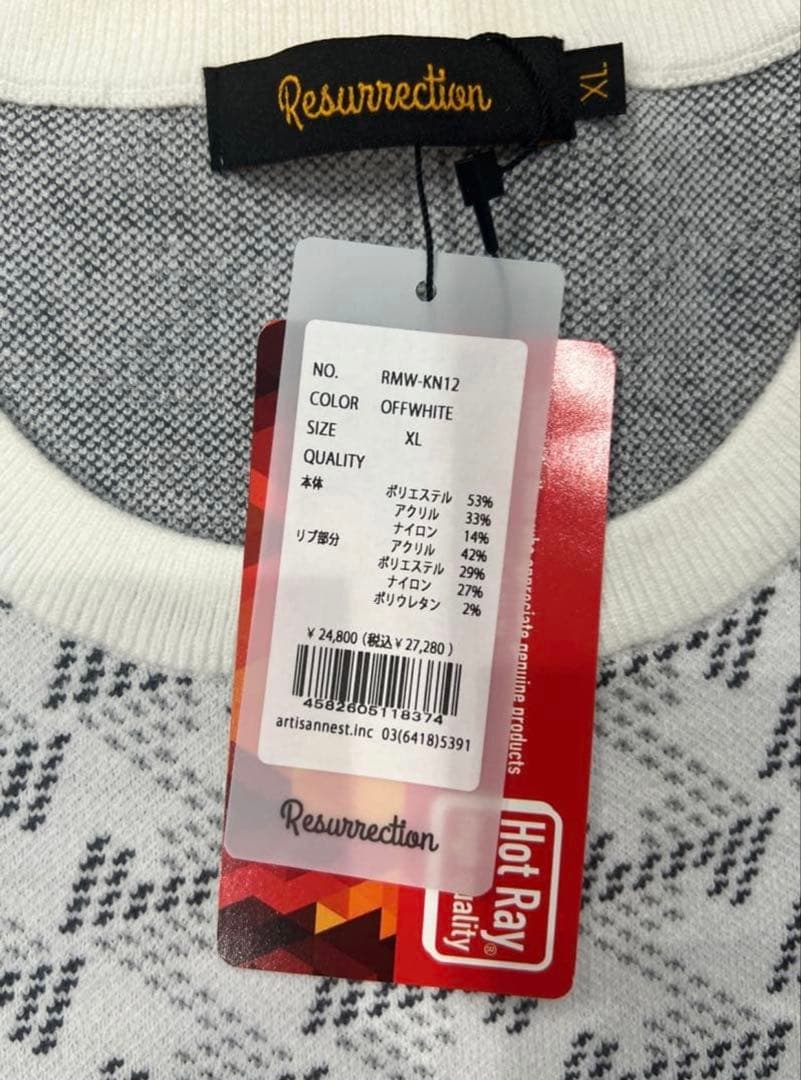 Resurrection
XL
NO. RMW-KN12
COLOR OFFWHITE
SIZE XL
QUALITY
本体 ポリエステル 53%
アクリル 33%
ナイロン 14%
リブ部分 アクリル 42%
ポリエステル 29%
ナイロン 27%
ポリウレタン 2%
¥ 24,800 (税込¥ 27,280 )
4582605118374
artisannest.Inc 03(6418)5391
Resurrection
genuine products
Hot Ray®